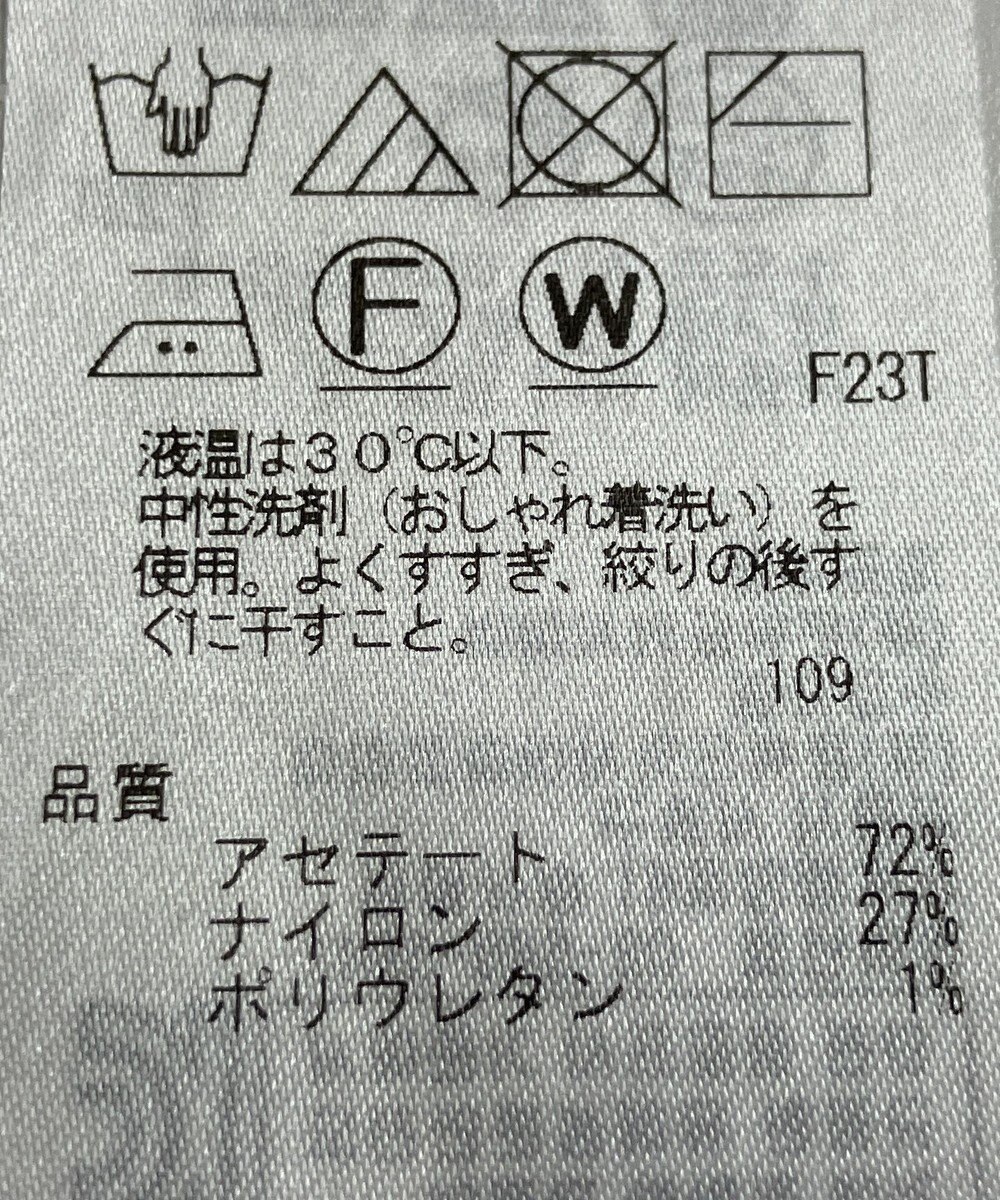 F
W
F23T
液温は30℃以下。
中性洗剤（おしゃれ着洗い）を
使用。よくすすぎ、絞りの後す
ぐに干すこと。
109
品質
アセテート 72%
ナイロン 27%
ポリウレタン 1%